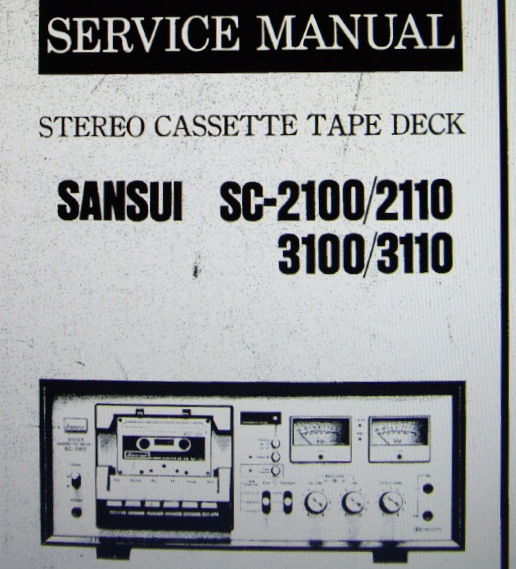 SERVICE MANUAL
STEREO CASSETTE TAPE DECK
SANSUI SC-2100/2110
3100/3110